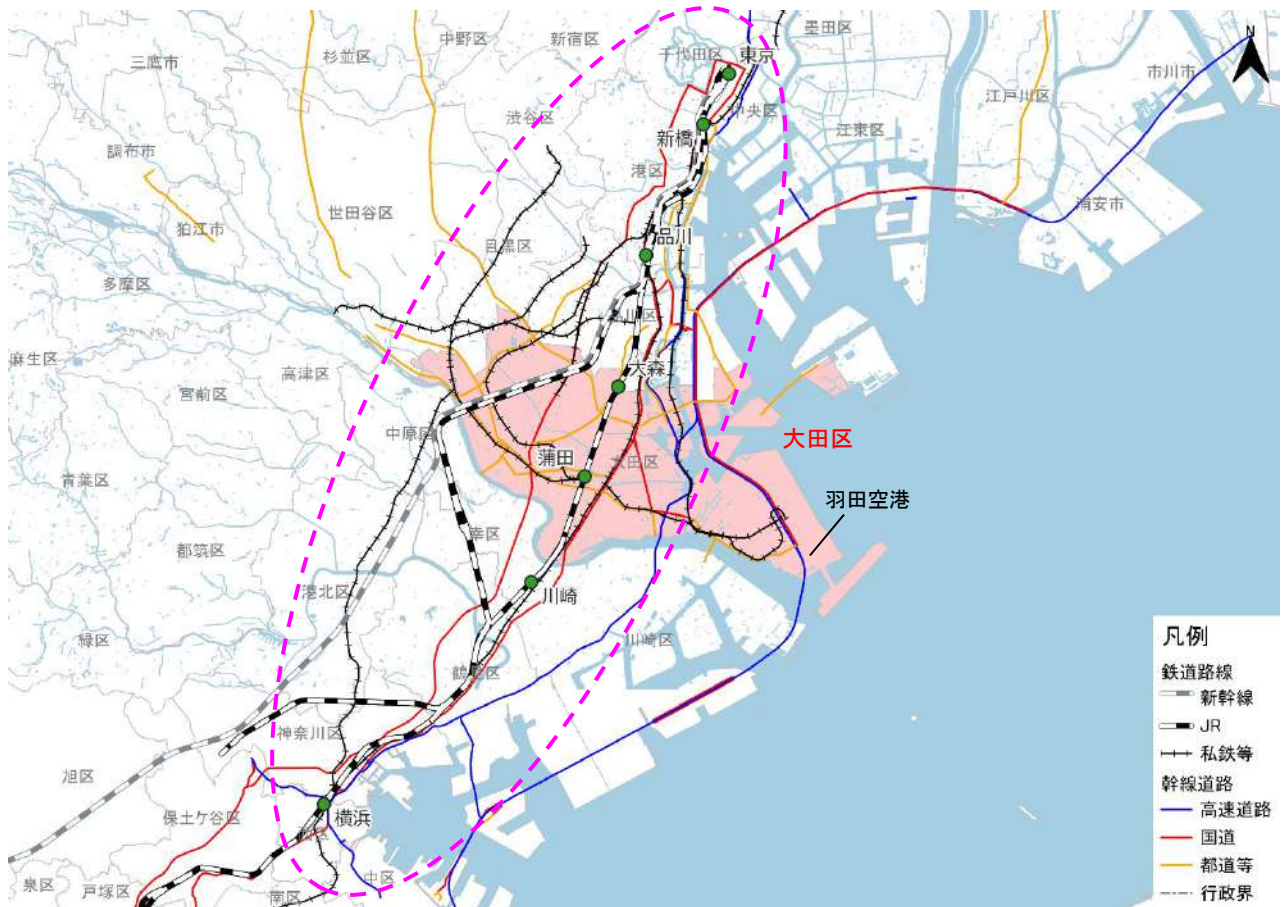 中野区
新宿区
墨田区
三鷹市
杉並区
千代田区
東京
市川市
N
江戸川区
渋谷区
中央区
江東区
新橋
調布市
港区
世田谷区
浦安市
狛江市
目黒区
品川
多摩区
品川区
麻生区
高津区
大森
宮前区
中原区
大田区
蒲田
大田区
青葉区
羽田空港
幸区
都筑区
港北区
川崎
緑区
川崎区
鶴見区
神奈川区
旭区
保土ケ谷区
横浜
西区
泉区
戸塚区
南区
中区
凡例
鉄道路線
新幹線
JR
私鉄等
幹線道路
高速道路
国道
都道等
行政界